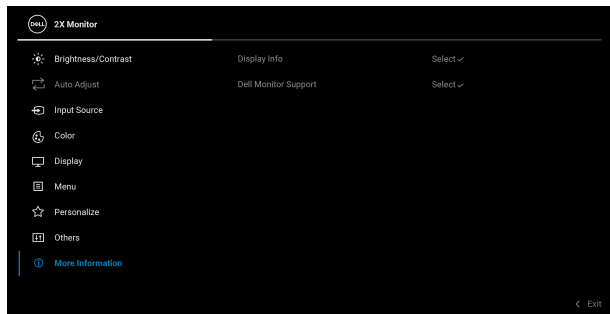 DELL 2X Monitor
Brightness/Contrast Display Info Select
Auto Adjust Dell Monitor Support Select
Input Source
Color
Display
Menu
Personalize
Others
More Information
Exit